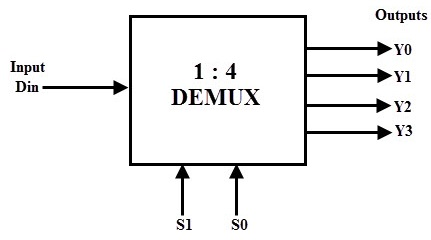 Outputs
Input
Din
1 : 4
DEMUX
Y0
Y1
Y2
Y3
S1 S0